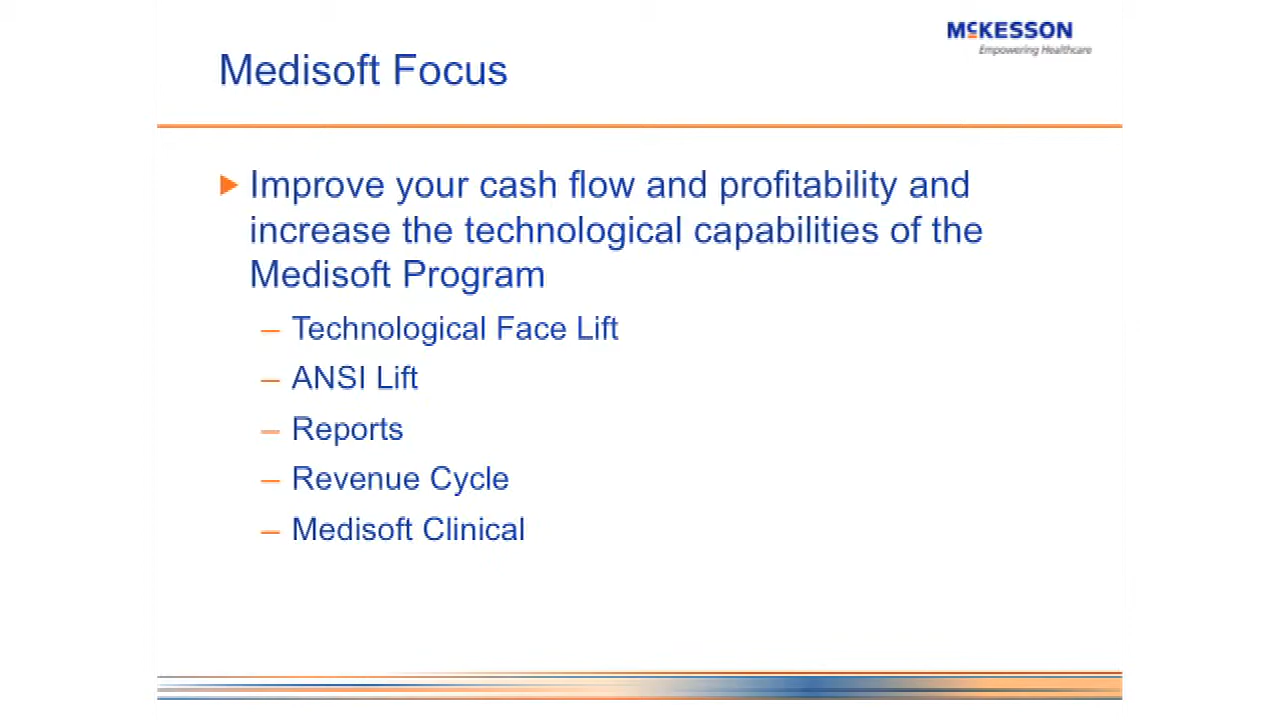 McKESSON
Empowering Healthcare
Medisoft Focus
Improve your cash flow and profitability and
increase the technological capabilities of the
Medisoft Program
– Technological Face Lift
– ANSI Lift
– Reports
– Revenue Cycle
– Medisoft Clinical